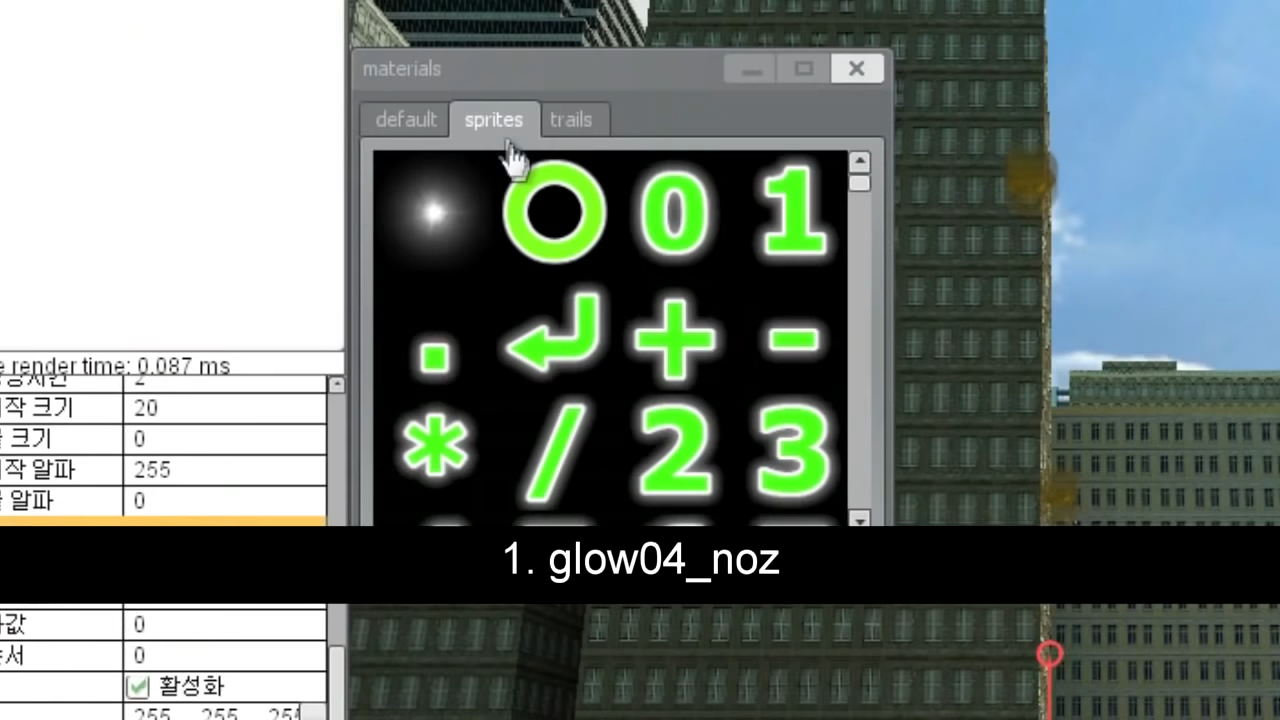 materials
default sprites trails
0 1
. + -
* / 2 3
render time: 0.087 ms
2
작 크기 20
크기 0
작 알파 255
알파 0
1. glow04_noz
값 0
서 0
활성화
255 255